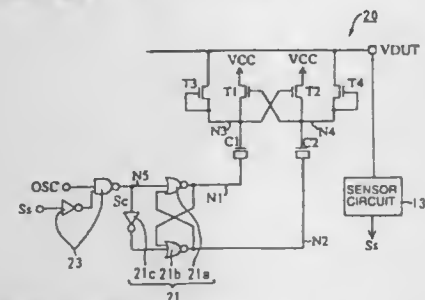 20
VDUT
VCC VCC
T3 T1 T2 T4
N3 N4
C1 C2
OSC N5
Ss Sc
N1
SENSOR
CIRCUIT 13
Ss
23
N2
21c 21b 21a
21